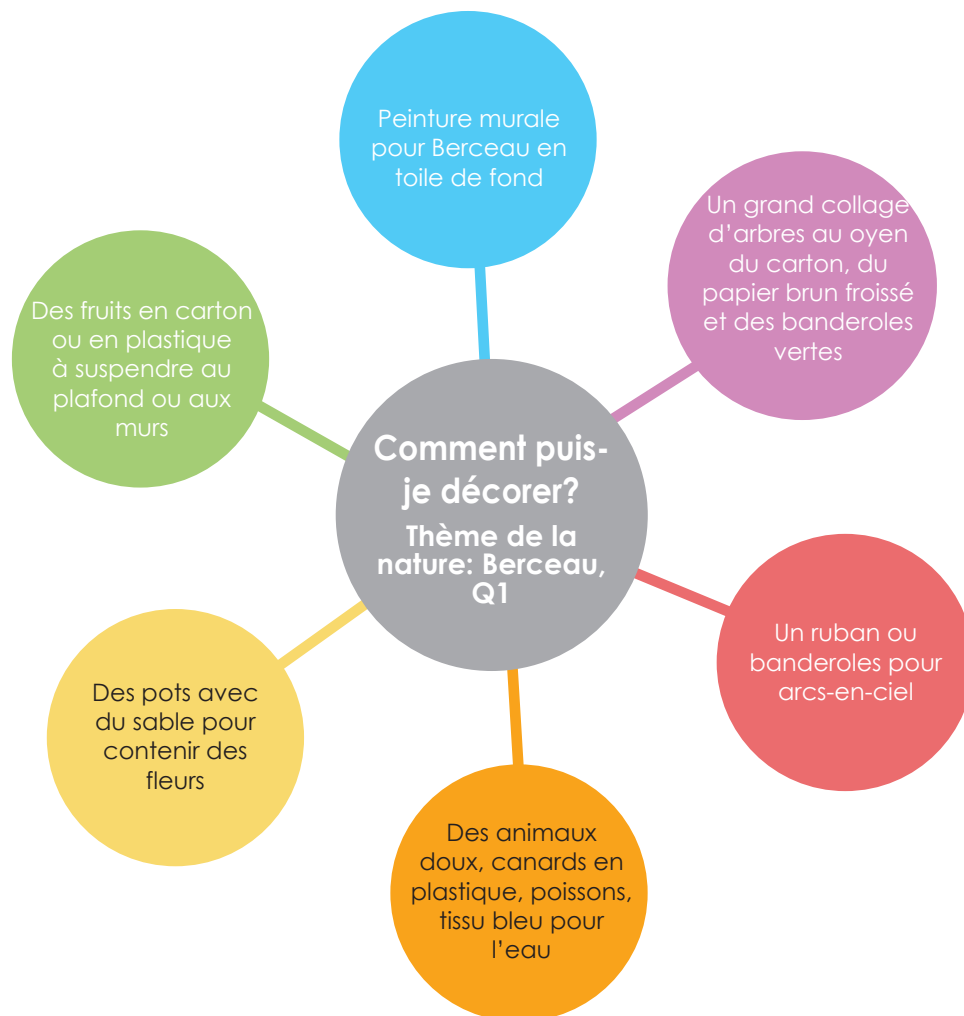 Peinture murale
pour Berceau en
toile de fond
Un grand collage
d'arbres au oyen
du carton, du
papier brun froissé
et des banderoles
vertes
Des fruits en carton
ou en plastique
à suspendre au
plafond ou aux
murs
Comment puis-
je décorer?
Thème de la
nature: Berceau,
Q1
Un ruban ou
banderoles pour
arcs-en-ciel
Des pots avec
du sable pour
contenir des
fleurs
Des animaux
doux, canards en
plastique, poissons,
tissu bleu pour
l'eau